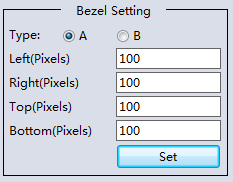 Bezel Setting
Type: A B
Left(Pixels) 100
Right(Pixels) 100
Top(Pixels) 100
Bottom(Pixels) 100
Set